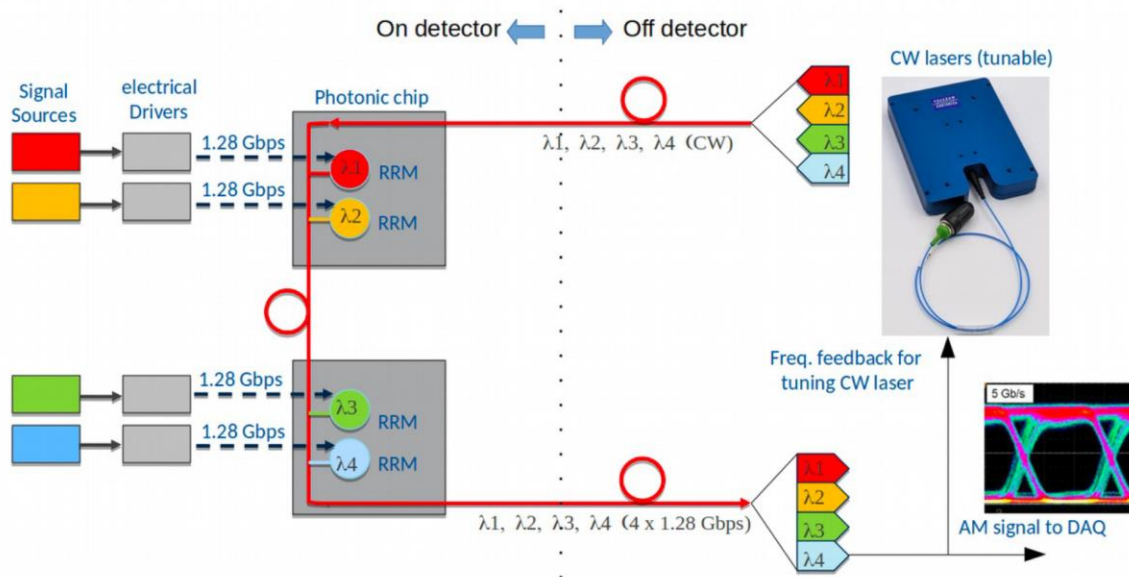 On detector
Off detector
CW lasers (tunable)
Signal
Sources
electrical
Drivers
Photonic chip
λ1
λ2
λ3
λ4
λ1, λ2, λ3, λ4 (CW)
1.28 Gbps
λ1
RRM
1.28 Gbps
λ2
RRM
Freq. feedback for
tuning CW laser
1.28 Gbps
λ3
RRM
1.28 Gbps
λ4
RRM
5 Gb/s
λ1, λ2, λ3, λ4 (4 x 1.28 Gbps)
λ1
λ2
λ3
λ4
AM signal to DAQ